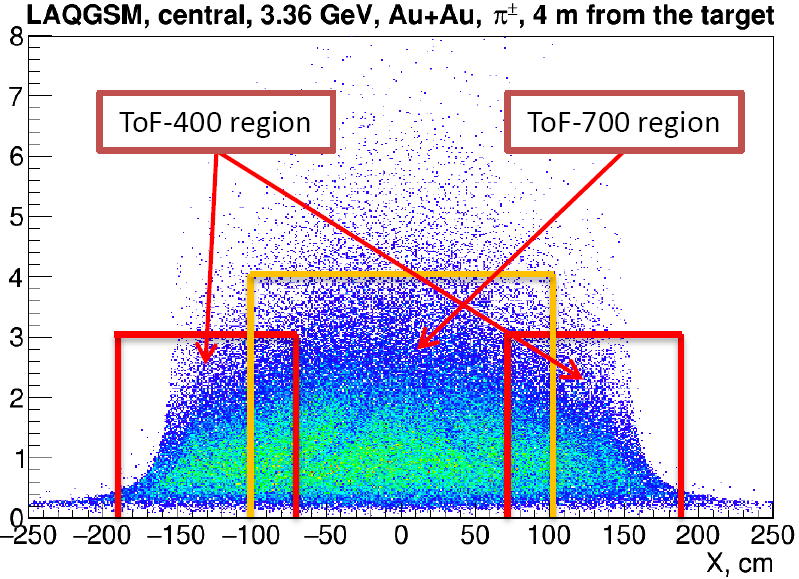 LAQGSM, central, 3.36 GeV, Au+Au, π±, 4 m from the target
8
7
ToF-400 region
ToF-700 region
6
5
4
3
2
1
0
−250 −200 −150 −100 −50 0 50 100 150 200 250
X, cm